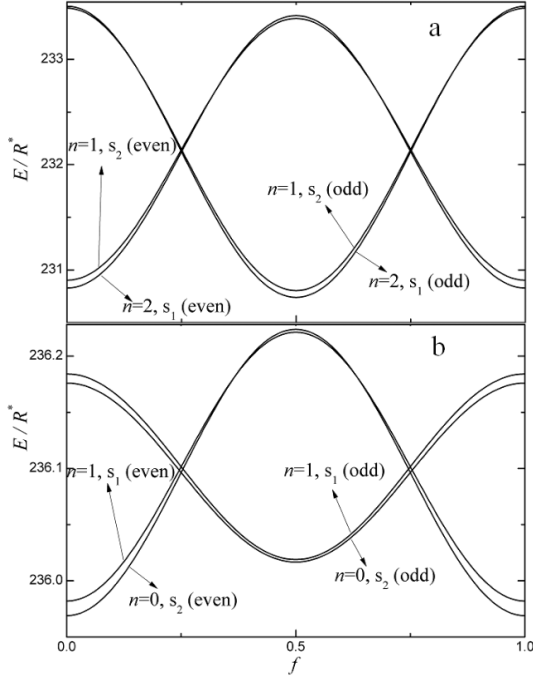 a
233
232
231
E/R*
n=1, s₂ (even)
n=1, s₂ (odd)
n=2, s₁ (odd)
n=2, s₁ (even)
b
236.2
236.1
236.0
E/R*
n=1, s₁ (even)
n=1, s₁ (odd)
n=0, s₂ (even)
n=0, s₂ (odd)
0.0 0.5 1.0
f